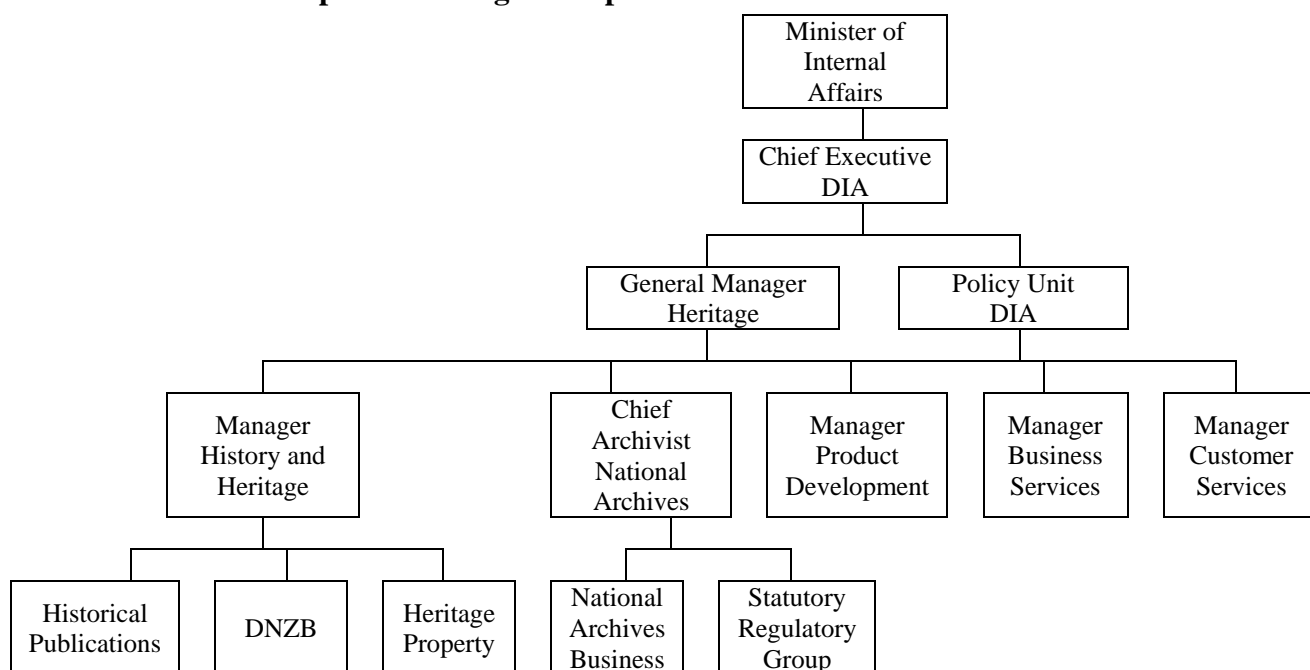 Minister of
Internal
Affairs
Chief Executive
DIA
General Manager
Heritage
Policy Unit
DIA
Manager
History and
Heritage
Chief
Archivist
National
Archives
Manager
Product
Development
Manager
Business
Services
Manager
Customer
Services
Historical
Publications
DNZB
Heritage
Property
National
Archives
Business
Statutory
Regulatory
Group